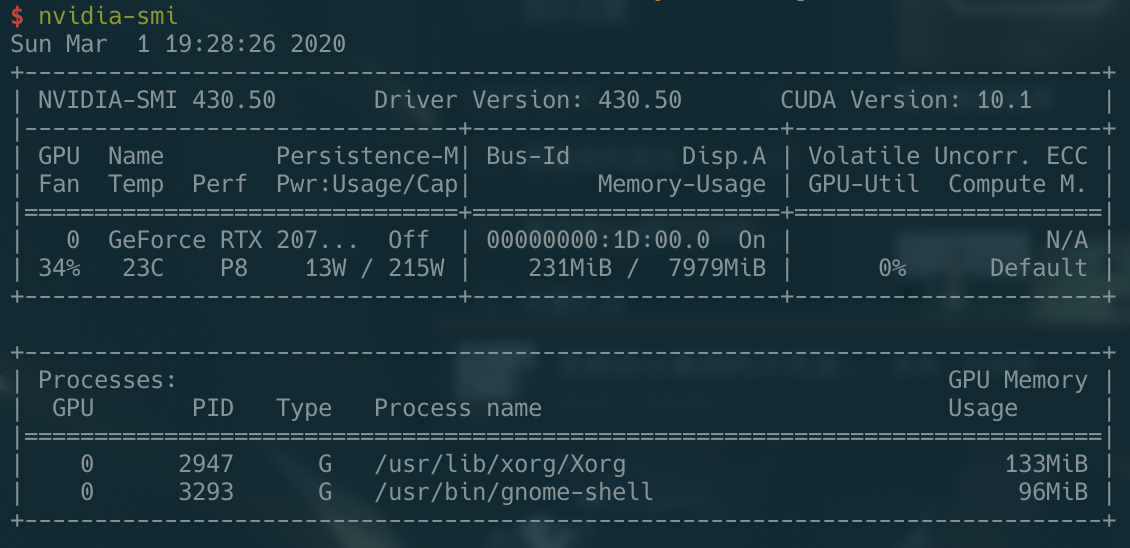 $ nvidia-smi
Sun Mar  1 19:28:26 2020
+-----------------------------------------------------------------------------+
| NVIDIA-SMI 430.50       Driver Version: 430.50       CUDA Version: 10.1     |
|-------------------------------+----------------------+----------------------+
| GPU  Name        Persistence-M| Bus-Id        Disp.A | Volatile Uncorr. ECC |
| Fan  Temp  Perf  Pwr:Usage/Cap|         Memory-Usage | GPU-Util  Compute M. |
|===============================+======================+======================|
|   0  GeForce RTX 207...  Off  | 00000000:1D:00.0  On |                  N/A |
| 34%   23C    P8    13W / 215W |    231MiB /  7979MiB |      0%      Default |
+-------------------------------+----------------------+----------------------+

+-----------------------------------------------------------------------------+
| Processes:                                                       GPU Memory |
|  GPU       PID   Type   Process name                             Usage      |
|=============================================================================|
|    0      2947      G   /usr/lib/xorg/Xorg                           133MiB |
|    0      3293      G   /usr/bin/gnome-shell                          96MiB |
+-----------------------------------------------------------------------------+